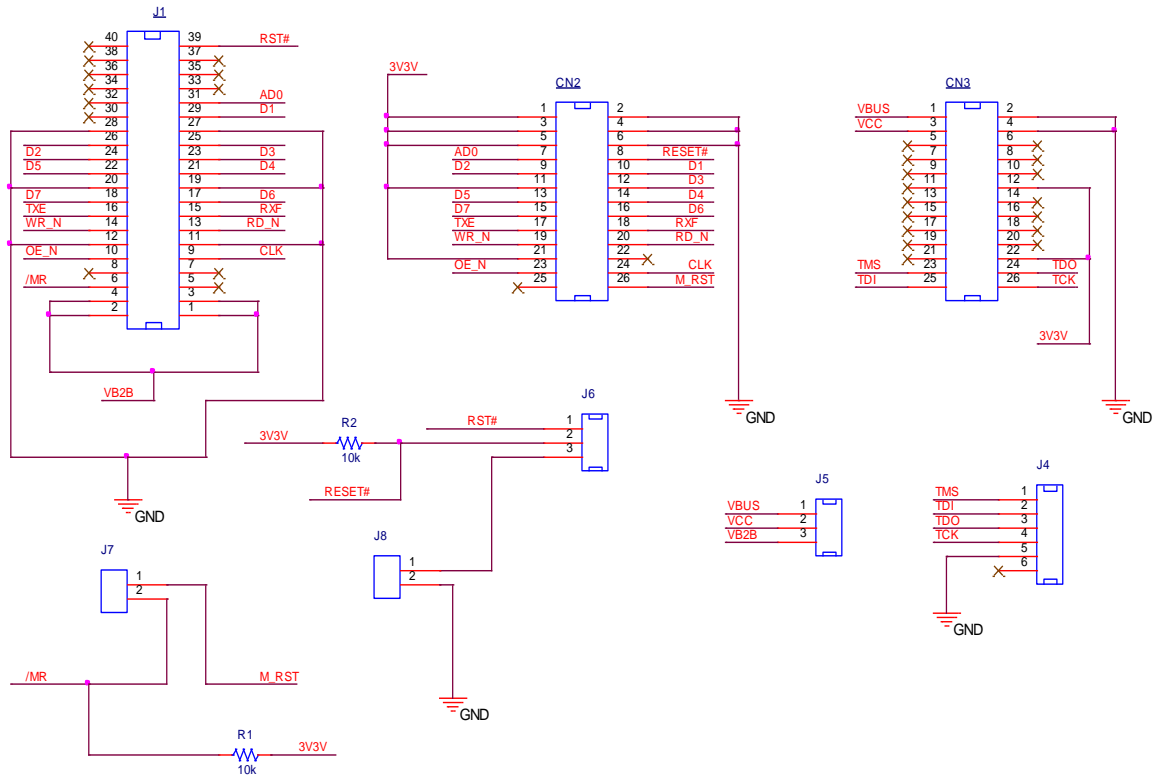 J1
40 39 RST#
38 37
36 35
34 33
32 31 AD0
30 29 D1
28 27
26 25
D2 24 23 D3
D5 22 21 D4
20 19
D7 18 17 D6
TXE 16 15 RXF
WR_N 14 13 RD_N
12 11
OE_N 10 9 CLK
8 7
/MR 6 5
4 3
2 1
VB2B
GND
3V3V
CN2
1 2
3 4
5 6
AD0 7 8 RESET#
D2 9 10 D1
11 12 D3
D5 13 14 D4
D7 15 16 D6
TXE 17 18 RXF
WR_N 19 20 RD_N
21 22
OE_N 23 24 CLK
25 26 M_RST
GND
CN3
VBUS 1 2
VCC 3 4
5 6
7 8
9 10
11 12
13 14
15 16
17 18
19 20
21 22
TMS 23 24 TDO
TDI 25 26 TCK
3V3V
GND
J6
RST# 1
3V3V R2 2
10k 3
RESET#
J5
VBUS 1
VCC 2
VB2B 3
J4
TMS 1
TDI 2
TDO 3
TCK 4
5
6
GND
J7
1
2
J8
1
2
/MR M_RST
GND
R1 3V3V
10k